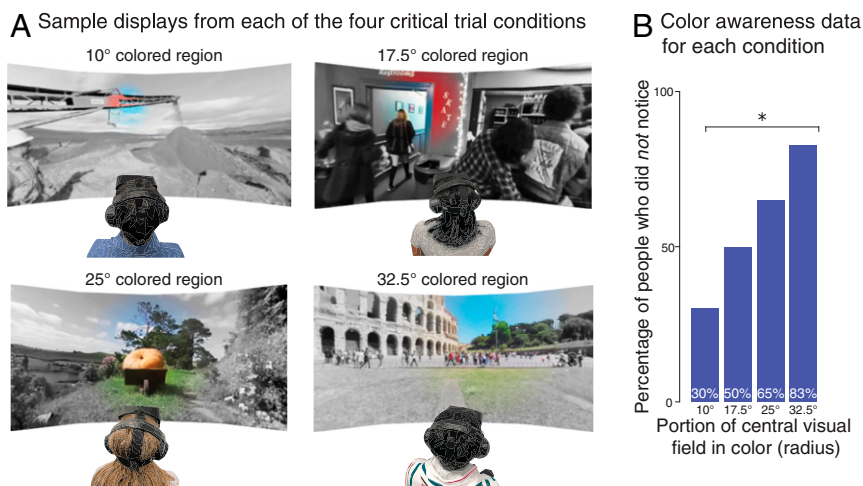 A Sample displays from each of the four critical trial conditions
10° colored region
17.5° colored region
SKATE
25° colored region
32.5° colored region
B Color awareness data
for each condition
Percentage of people who did not notice
100
50
0
*
30% 50% 65% 83%
10° 17.5° 25° 32.5°
Portion of central visual
field in color (radius)